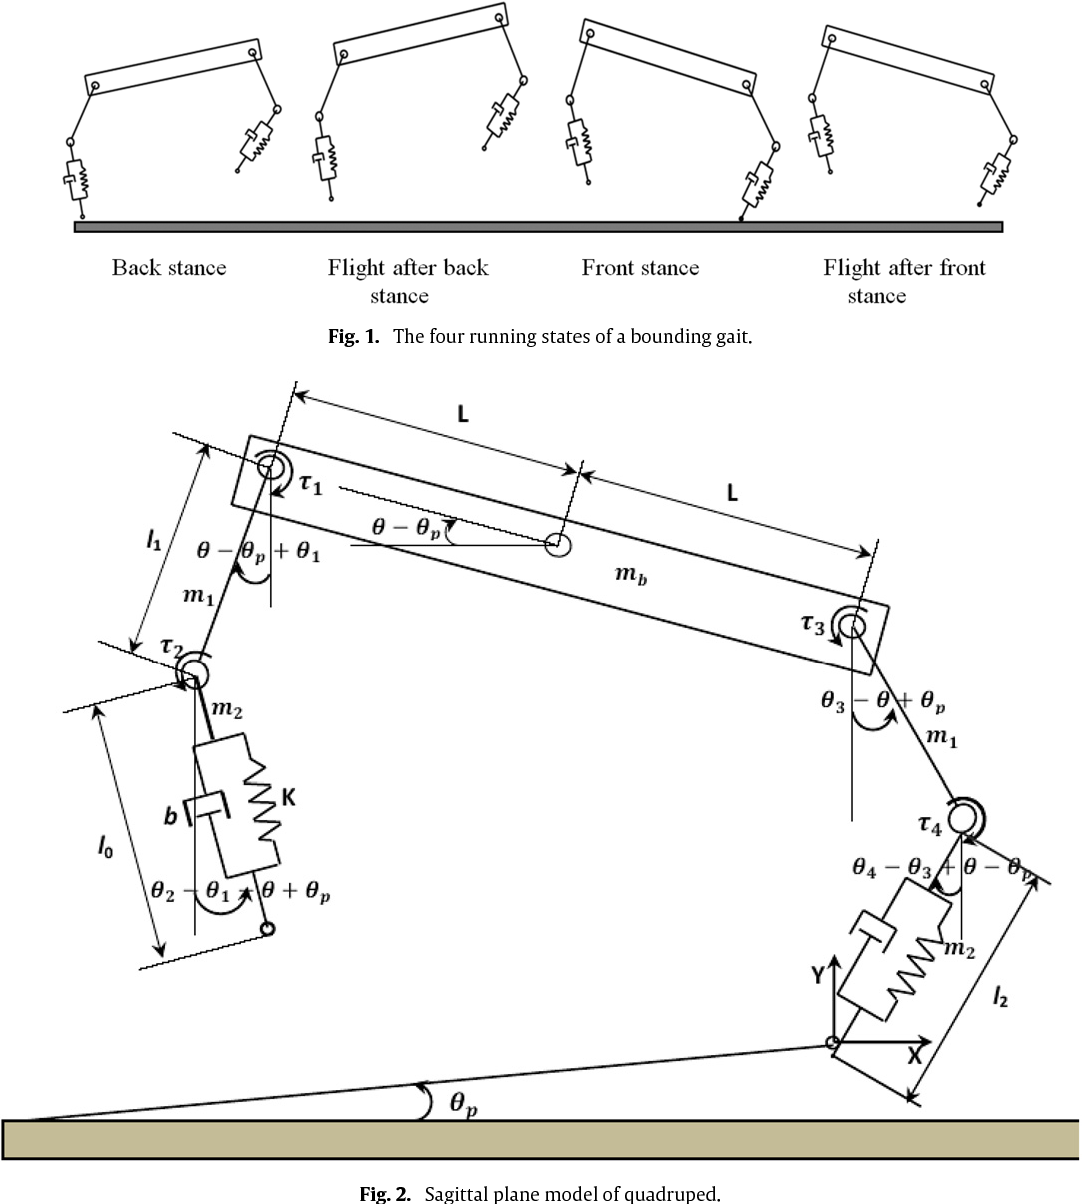 Back stance
Flight after back
stance
Front stance
Flight after front
stance
Fig. 1. The four running states of a bounding gait.
L
L
τ₁
l₁
θ − θₚ
θ − θₚ + θ₁
m_b
m₁
τ₃
τ₂
θ₃ − θ + θₚ
m₂
m₁
K
b
τ₄
l₀
θ₄ − θ₃ + θ − θₚ
θ₂ − θ₁ + θ + θₚ
m₂
Y
l₂
X
θₚ
Fig. 2. Sagittal plane model of quadruped.